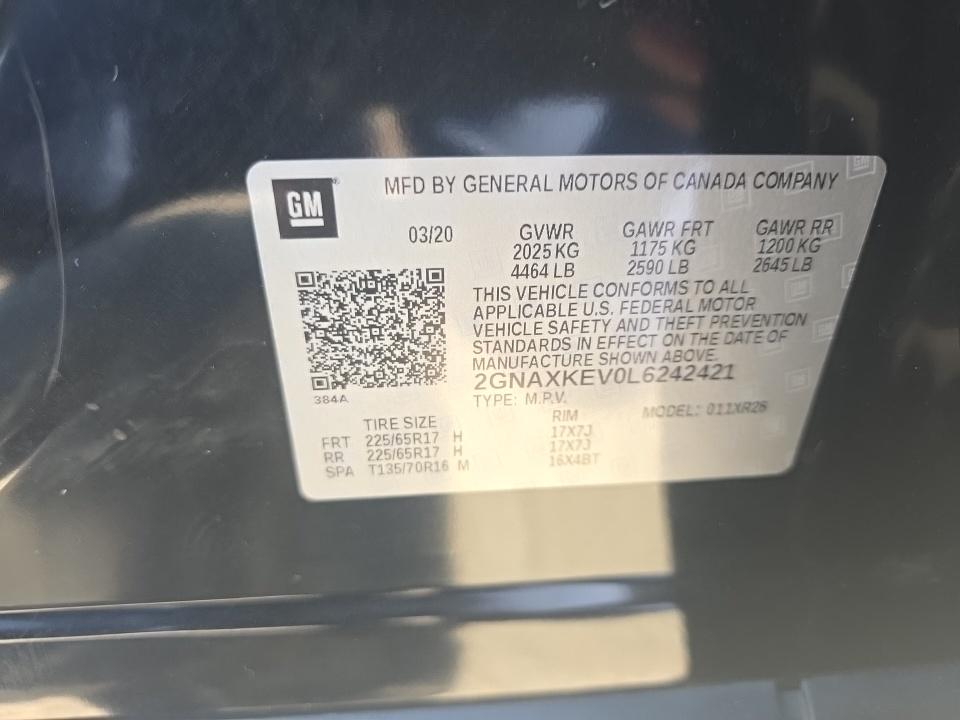 GM
MFD BY GENERAL MOTORS OF CANADA COMPANY
03/20
GVWR GAWR FRT GAWR RR
2025 KG 1175 KG 1200 KG
4464 LB 2590 LB 2645 LB
THIS VEHICLE CONFORMS TO ALL
APPLICABLE U.S. FEDERAL MOTOR
VEHICLE SAFETY AND THEFT PREVENTION
STANDARDS IN EFFECT ON THE DATE OF
MANUFACTURE SHOWN ABOVE.
2GNAXKEV0L6242421
384A
TYPE: M.P.V. MODEL: 011XR26
TIRE SIZE RIM
FRT 225/65R17 H 17X7J
RR 225/65R17 H 17X7J
SPA T135/70R16 M 16X4BT